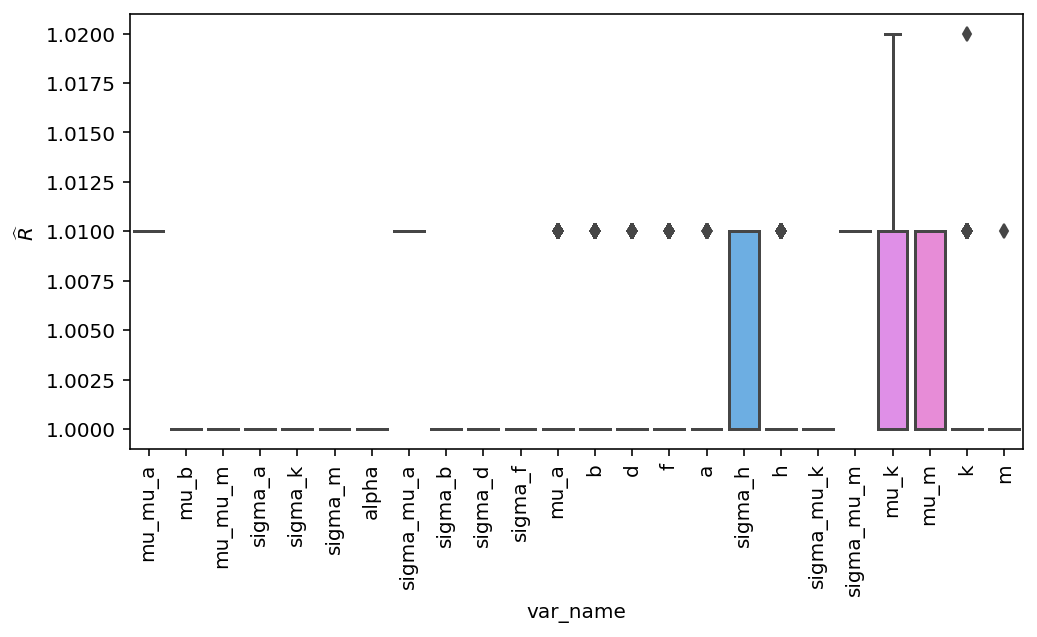 1.0200
1.0175
1.0150
1.0125
1.0100
1.0075
1.0050
1.0025
1.0000
R̂
mu_mu_a
mu_b
mu_mu_m
sigma_a
sigma_k
sigma_m
alpha
sigma_mu_a
sigma_b
sigma_d
sigma_f
mu_a
b
d
f
a
sigma_h
h
sigma_mu_k
sigma_mu_m
mu_k
mu_m
k
m
var_name